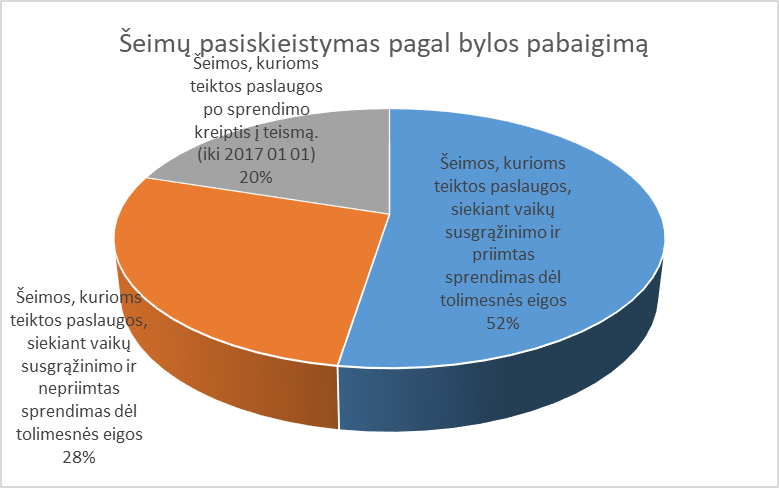 Šeimų pasiskieistymas pagal bylos pabaigimą
Šeimos, kurioms
teiktos paslaugos
po sprendimo
kreiptis į teismą.
(iki 2017 01 01)
20%
Šeimos, kurioms
teiktos paslaugos,
siekiant vaikų
susgrąžinimo ir
priimtas
sprendimas dėl
tolimesnės eigos
52%
Šeimos, kurioms
teiktos paslaugos,
siekiant vaikų
susgrąžinimo ir
nepriimtas
sprendimas dėl
tolimesnės eigos
28%